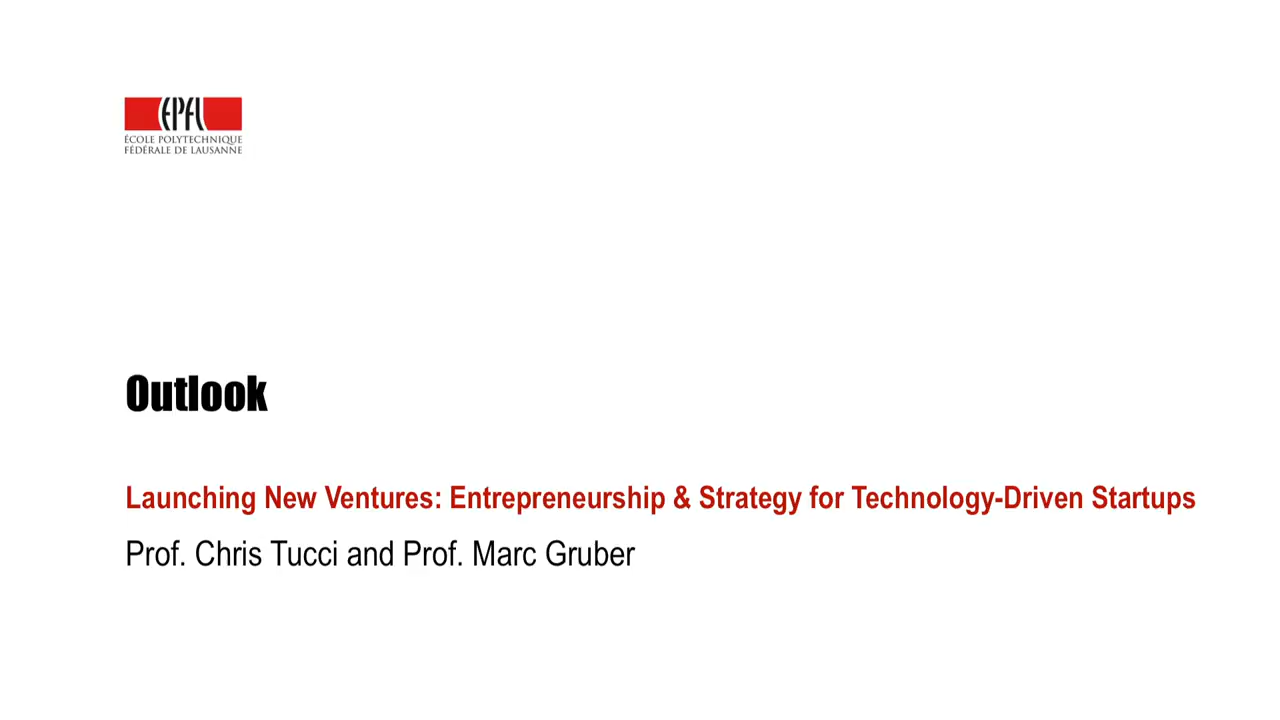 EPFL
ÉCOLE POLYTECHNIQUE
FÉDÉRALE DE LAUSANNE
Outlook
Launching New Ventures: Entrepreneurship & Strategy for Technology-Driven Startups
Prof. Chris Tucci and Prof. Marc Gruber